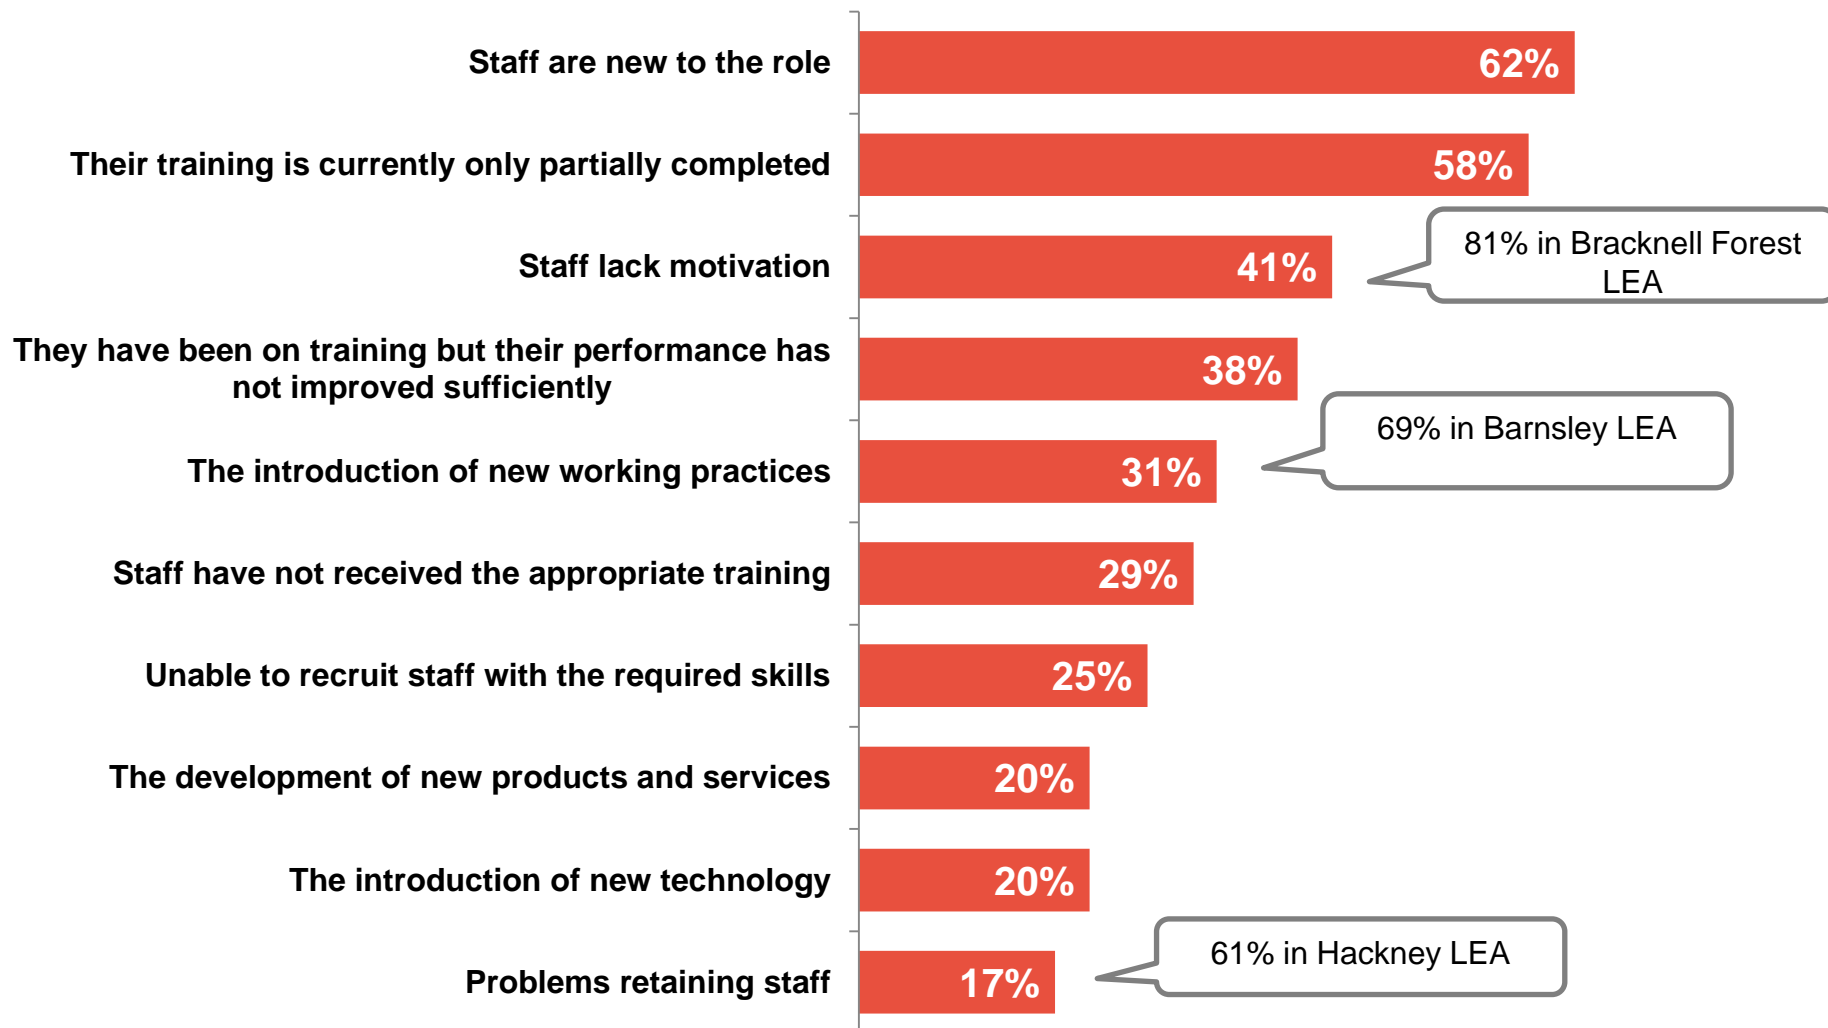 Staff are new to the role
62%
Their training is currently only partially completed
58%
Staff lack motivation
41%
81% in Bracknell Forest
LEA
They have been on training but their performance has
not improved sufficiently
38%
69% in Barnsley LEA
The introduction of new working practices
31%
Staff have not received the appropriate training
29%
Unable to recruit staff with the required skills
25%
The development of new products and services
20%
The introduction of new technology
20%
Problems retaining staff
17%
61% in Hackney LEA